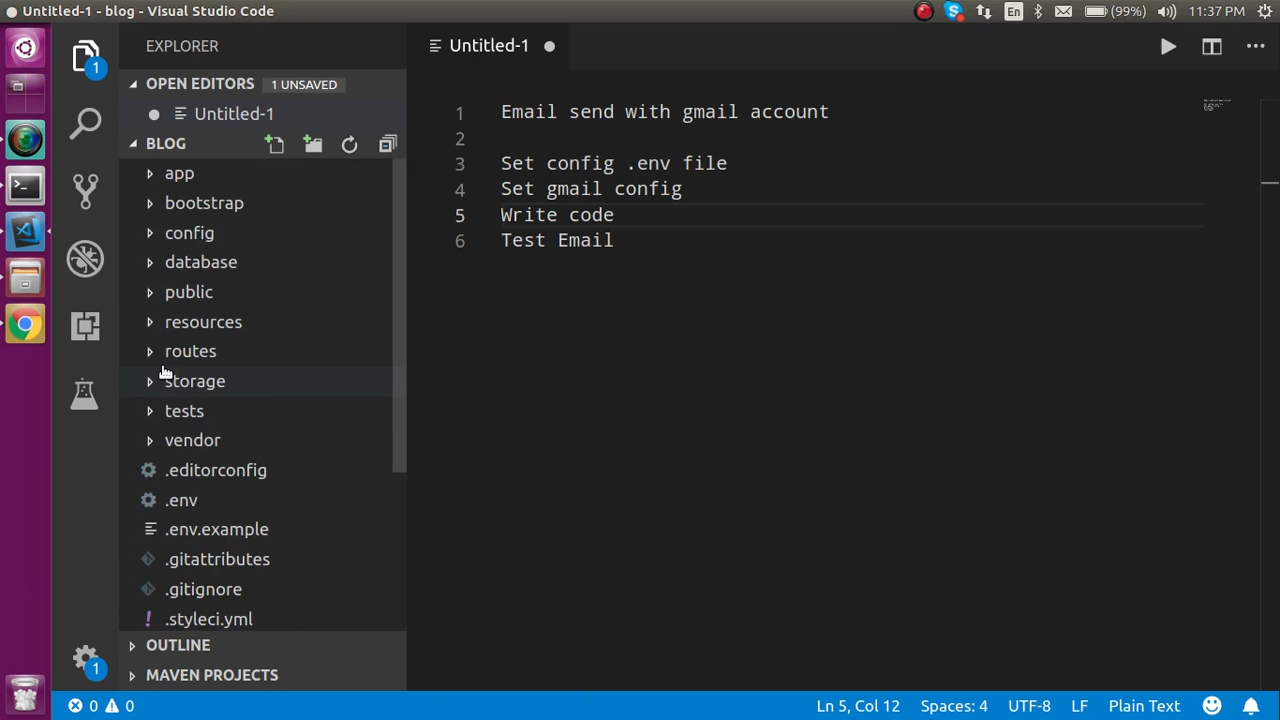 Untitled-1 - blog - Visual Studio Code
En
(99%)
11:37 PM
EXPLORER
1
OPEN EDITORS
1 UNSAVED
Untitled-1
BLOG
app
bootstrap
config
database
public
resources
routes
storage
tests
vendor
.editorconfig
.env
.env.example
.gitattributes
.gitignore
.styleci.yml
OUTLINE
MAVEN PROJECTS
1
Untitled-1
1 Email send with gmail account
2
3 Set config .env file
4 Set gmail config
5 Write code
6 Test Email
0 0
Ln 5, Col 12
Spaces: 4
UTF-8
LF
Plain Text